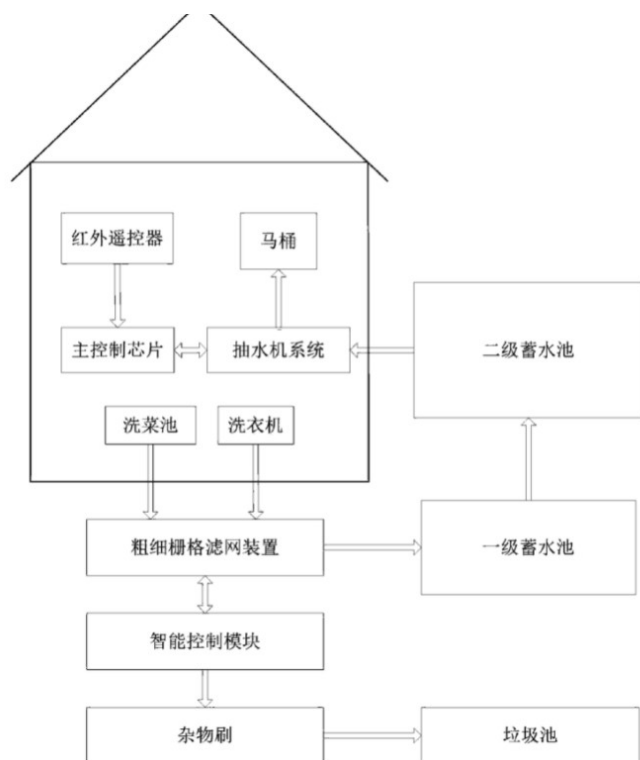 红外遥控器
马桶
主控制芯片
抽水机系统
二级蓄水池
洗菜池
洗衣机
粗细栅格滤网装置
一级蓄水池
智能控制模块
杂物刷
垃圾池